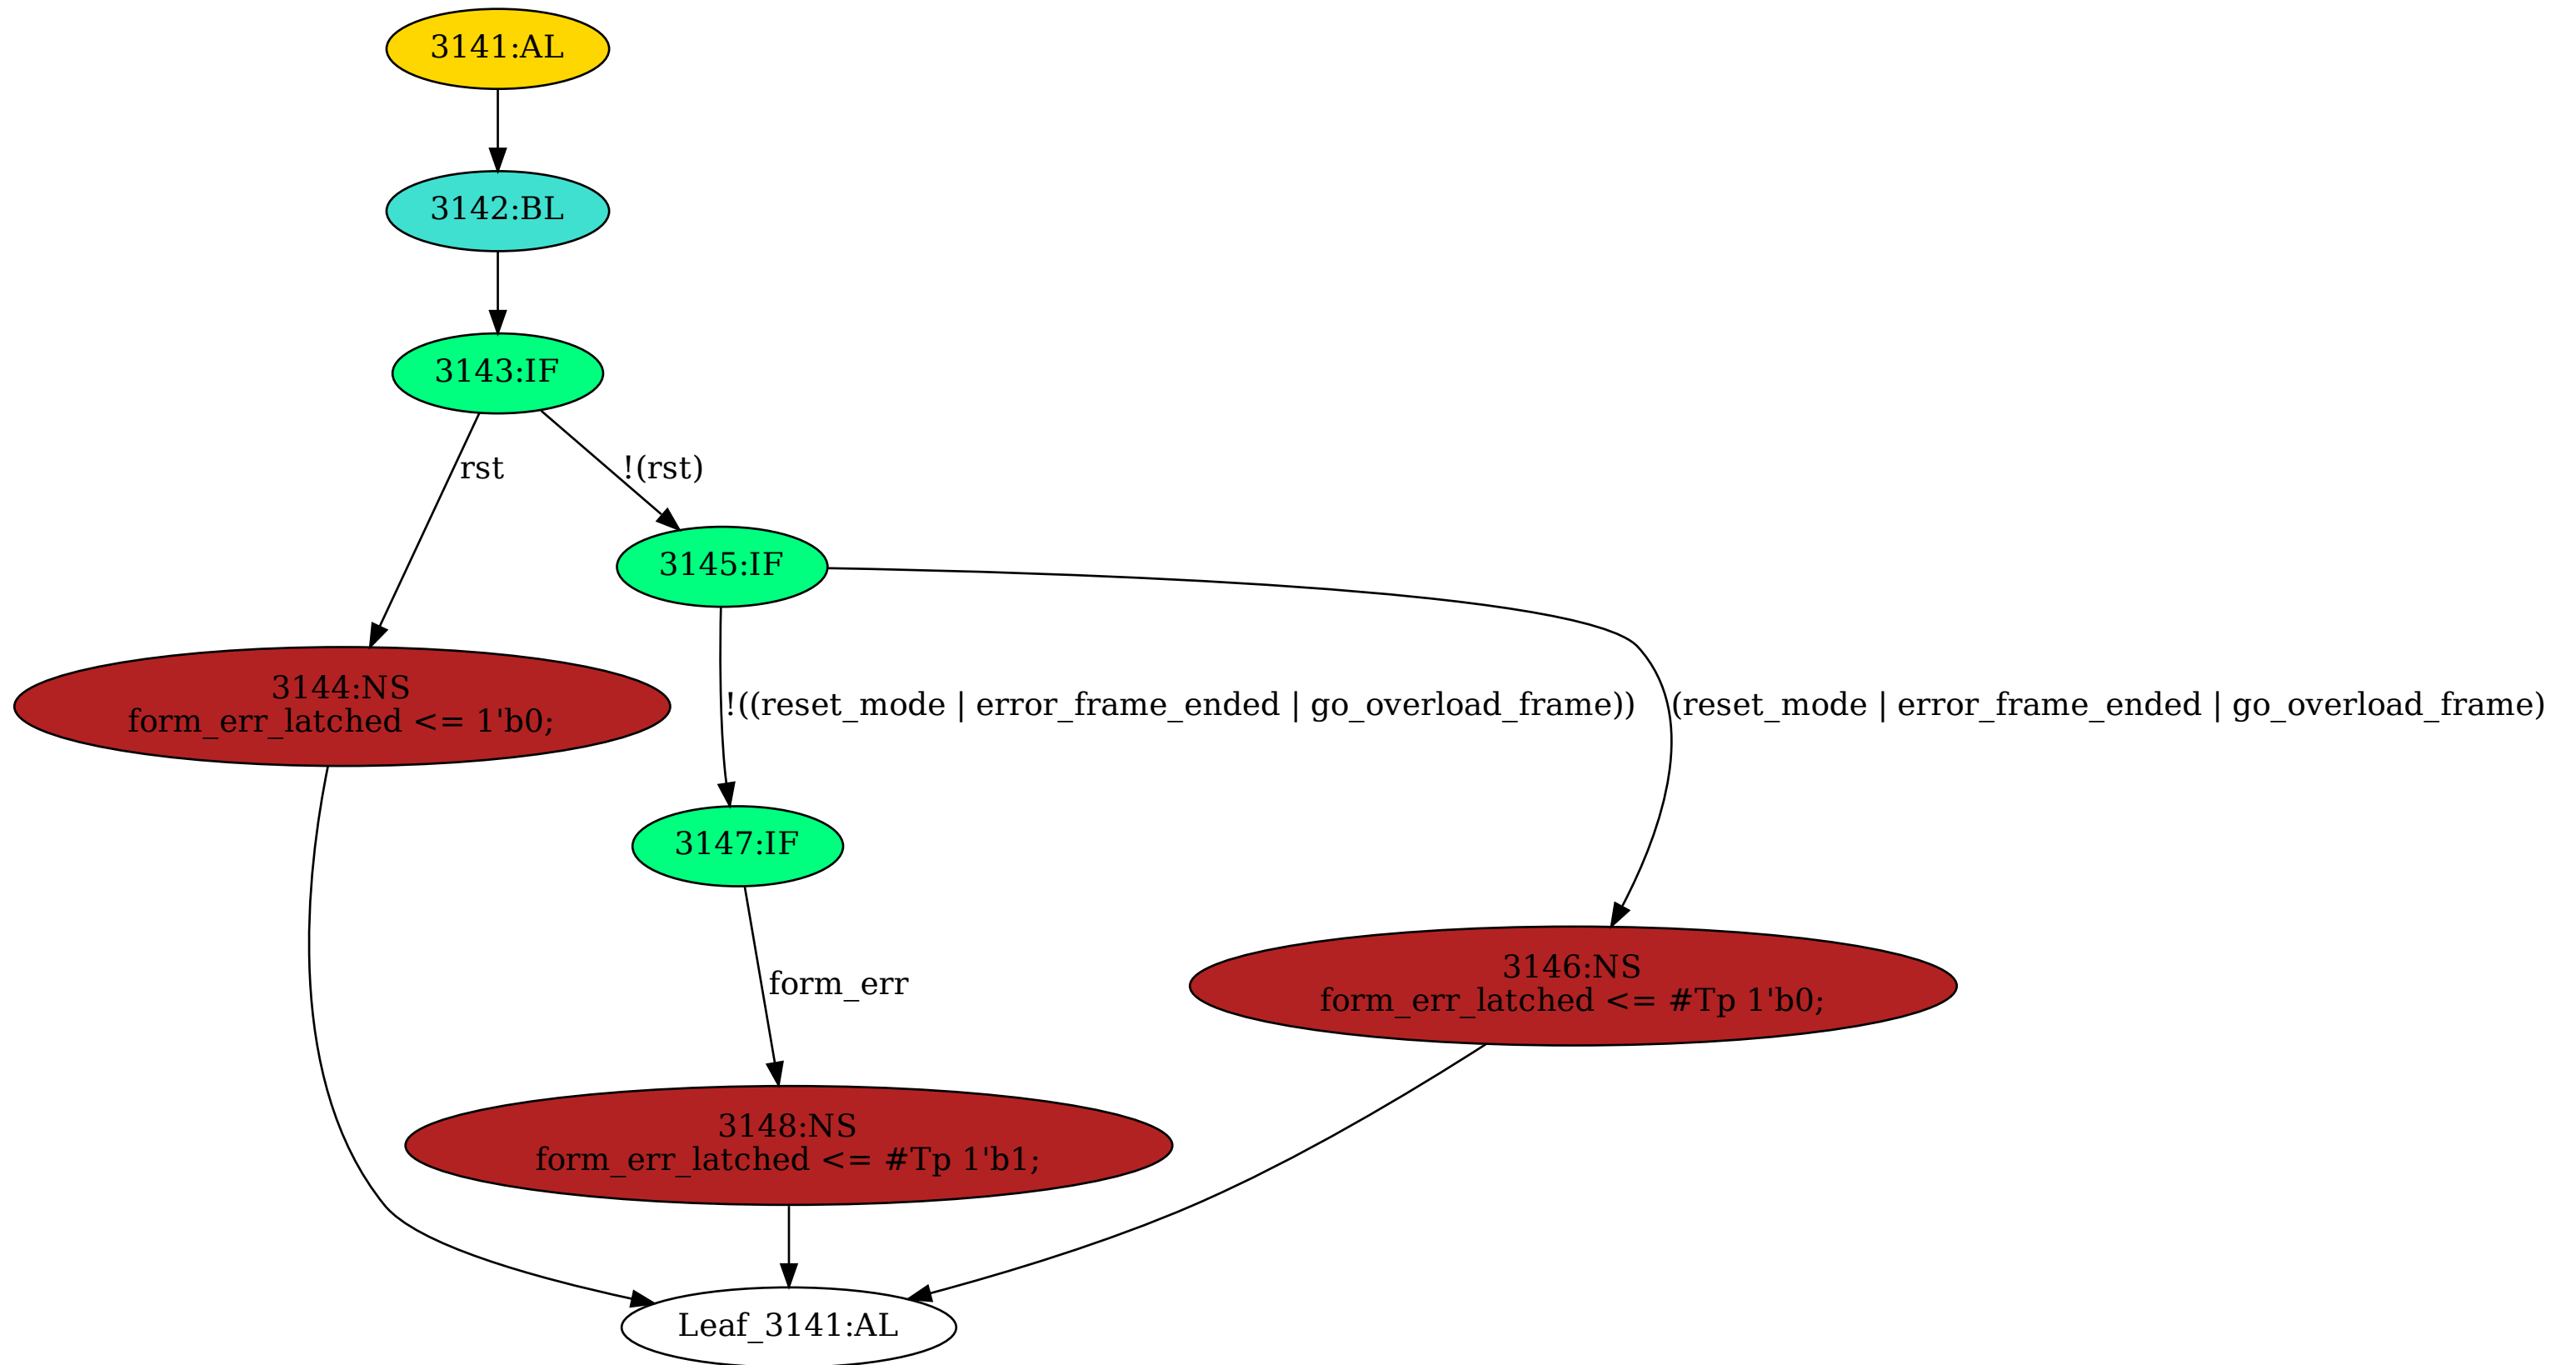 3141:AL
3142:BL
3143:IF
rst
!(rst)
3145:IF
3144:NS
form_err_latched <= 1'b0;
!((reset_mode | error_frame_ended | go_overload_frame))
(reset_mode | error_frame_ended | go_overload_frame)
3147:IF
form_err
3146:NS
form_err_latched <= #Tp 1'b0;
3148:NS
form_err_latched <= #Tp 1'b1;
Leaf_3141:AL